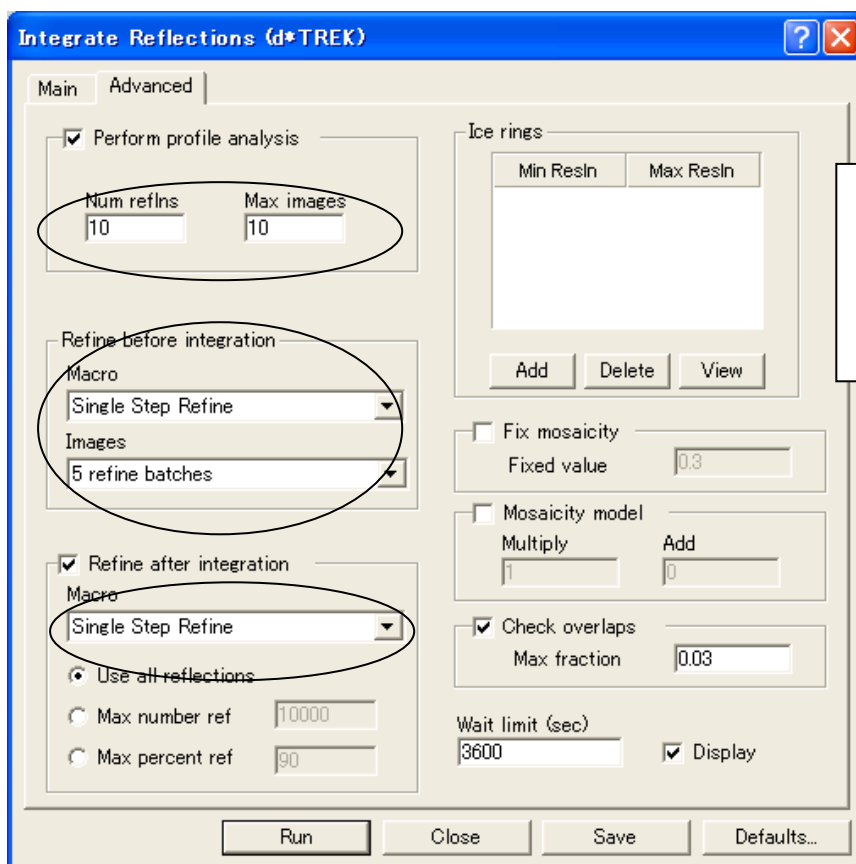 Integrate Reflections (d*TREK)
Main
Advanced
Perform profile analysis
Num reflns
Max images
10
10
Refine before integration
Macro
Single Step Refine
Images
5 refine batches
Refine after integration
Macro
Single Step Refine
Use all reflections
Max number ref
10000
Max percent ref
90
Ice rings
Min Resln
Max Resln
Add
Delete
View
Fix mosaicity
Fixed value
0.3
Mosaicity model
Multiply
Add
1
0
Check overlaps
Max fraction
0.03
Wait limit (sec)
3600
Display
Run
Close
Save
Defaults...